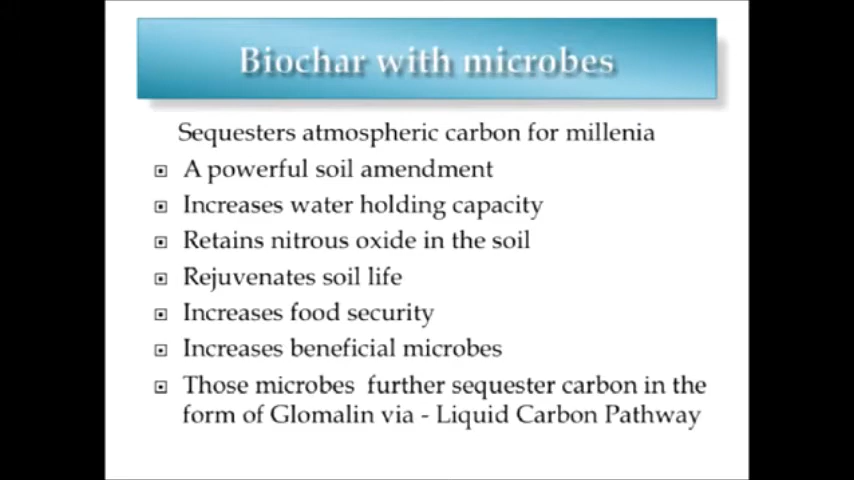 Biochar with microbes
Sequesters atmospheric carbon for millenia
A powerful soil amendment
Increases water holding capacity
Retains nitrous oxide in the soil
Rejuvenates soil life
Increases food security
Increases beneficial microbes
Those microbes further sequester carbon in the
form of Glomalin via - Liquid Carbon Pathway